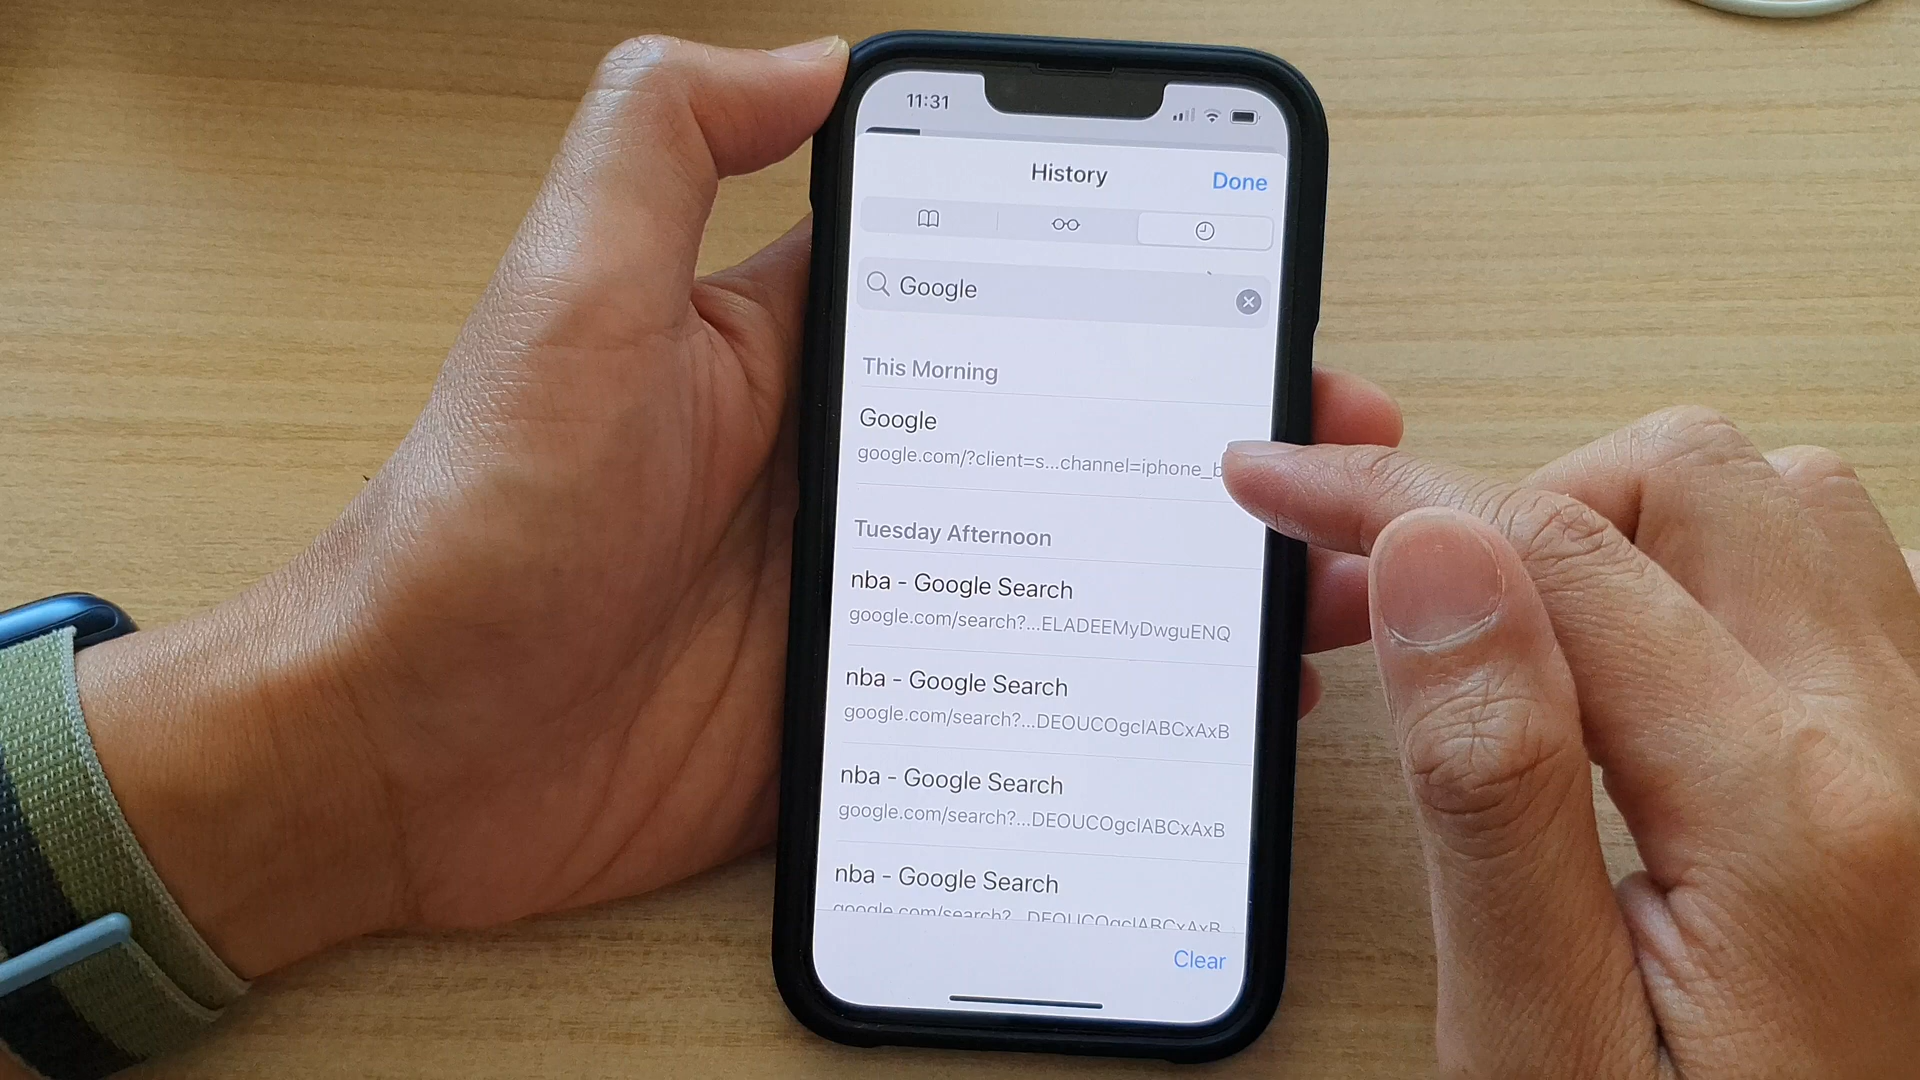 11:31
History
Done
Google
This Morning
Google
google.com/?client=s...channel=iphone_b
Tuesday Afternoon
nba - Google Search
google.com/search?...ELADEEMyDwguENQ
nba - Google Search
google.com/search?...DEOUCOgclABCxAxB
nba - Google Search
google.com/search?...DEOUCOgclABCxAxB
nba - Google Search
google.com/search?...DEOUCOgclABCxAxB
Clear